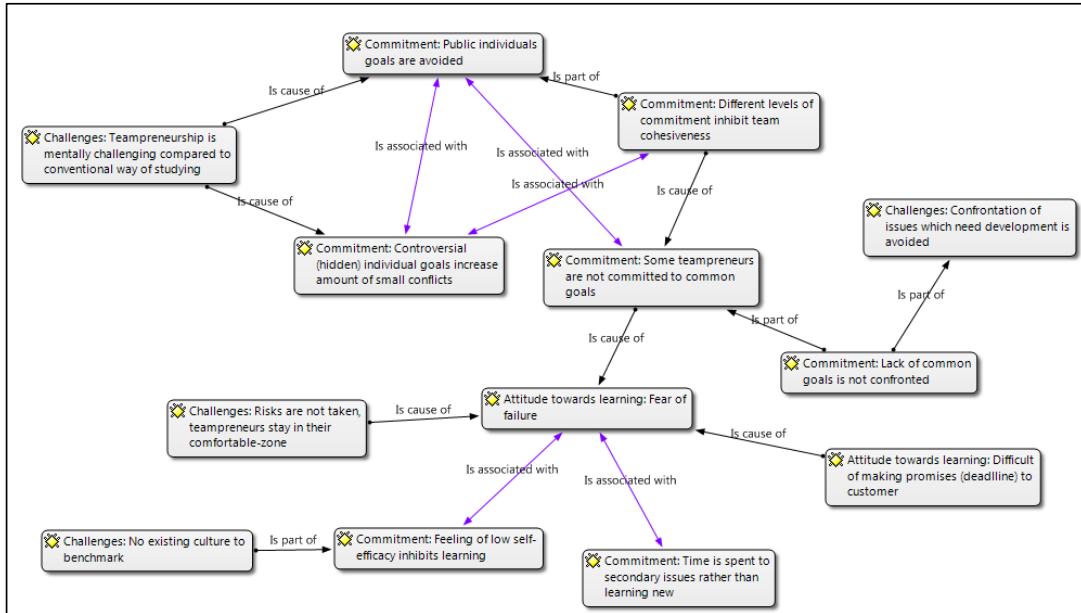 Commitment: Public individuals
goals are avoided
Is cause of
Is part of
Commitment: Different levels of
commitment inhibit team
cohesiveness
Challenges: Teampreneurship is
mentally challenging compared to
conventional way of studying
Is associated with
Is associated with
Is associated with
Is cause of
Is cause of
Challenges: Confrontation of
issues which need development is
avoided
Commitment: Controversial
(hidden) individual goals increase
amount of small conflicts
Commitment: Some teampreneurs
are not committed to common
goals
Is part of
Is part of
Is cause of
Commitment: Lack of common
goals is not confronted
Attitude towards learning: Fear of
failure
Challenges: Risks are not taken,
teampreneurs stay in their
comfortable-zone
Is cause of
Is cause of
Attitude towards learning: Difficult
of making promises (deadlline) to
customer
Is associated with
Is associated with
Challenges: No existing culture to
benchmark
Is part of
Commitment: Feeling of low self-
efficacy inhibits learning
Commitment: Time is spent to
secondary issues rather than
learning new